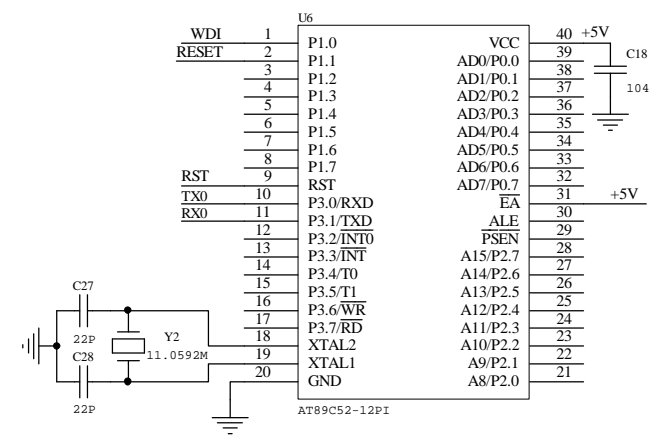 U6
WDI 1 P1.0 VCC 40 +5V
RESET 2 P1.1 AD0/P0.0 39 C18
3 P1.2 AD1/P0.1 38
4 P1.3 AD2/P0.2 37 104
5 P1.4 AD3/P0.3 36
6 P1.5 AD4/P0.4 35
7 P1.6 AD5/P0.5 34
8 P1.7 AD6/P0.6 33
RST 9 RST AD7/P0.7 32
TX0 10 P3.0/RXD EA 31 +5V
RX0 11 P3.1/TXD ALE 30
12 P3.2/INT0 PSEN 29
13 P3.3/INT A15/P2.7 28
14 P3.4/T0 A14/P2.6 27
C27 15 P3.5/T1 A13/P2.5 26
16 P3.6/WR A12/P2.4 25
17 P3.7/RD A11/P2.3 24
22P Y2 18 XTAL2 A10/P2.2 23
C28 11.0592M 19 XTAL1 A9/P2.1 22
20 GND A8/P2.0 21
22P
AT89C52-12PI